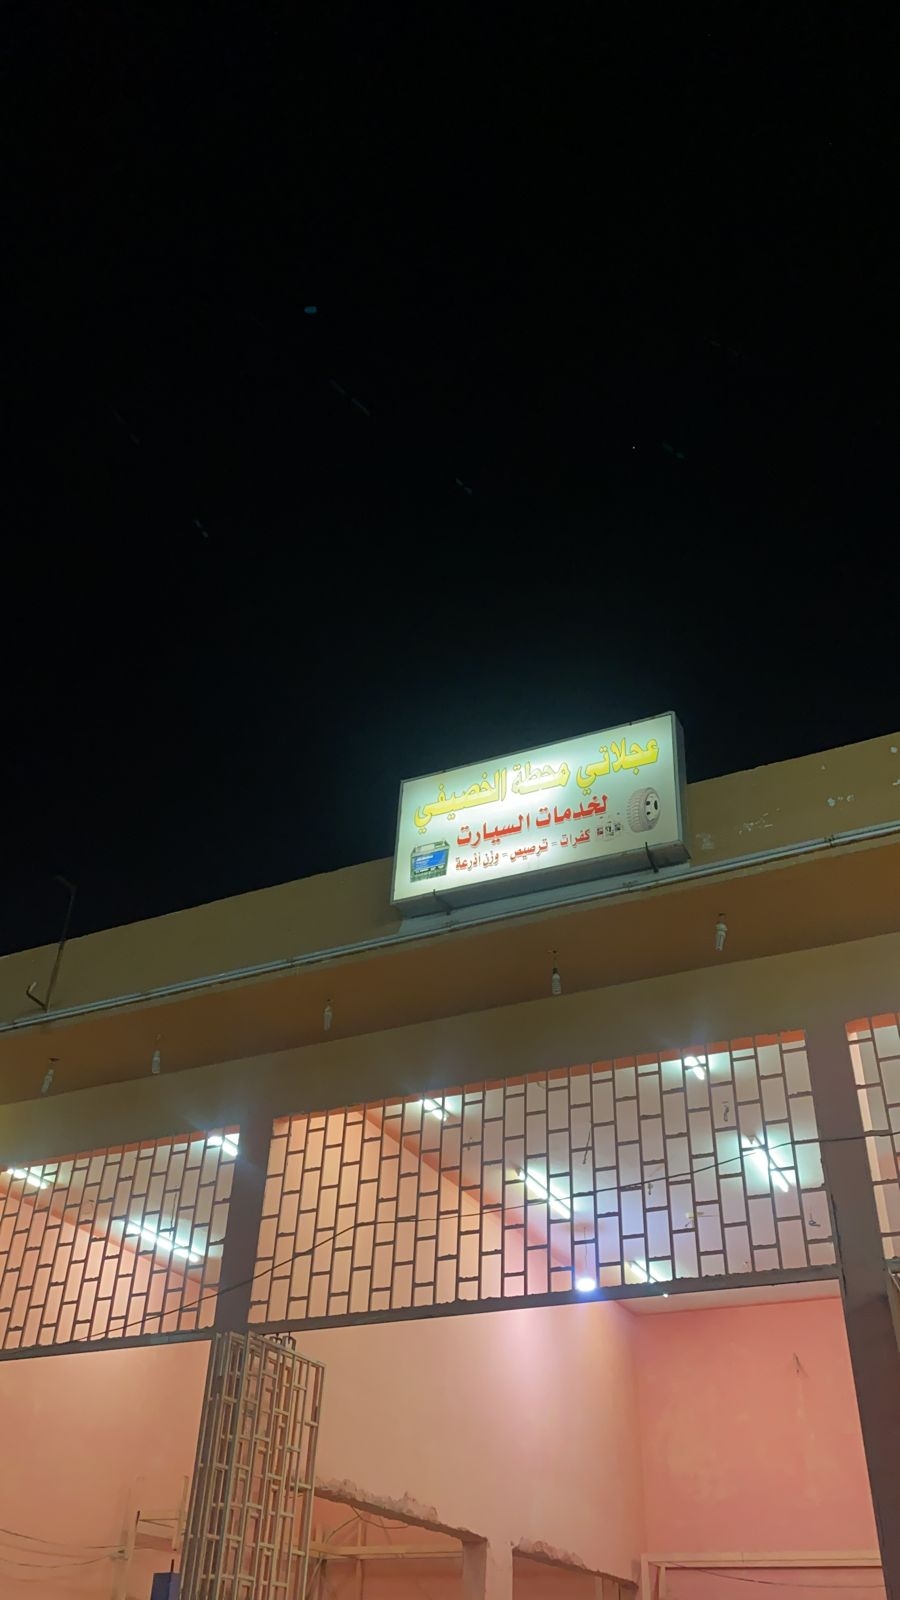 عجلاتي محطة الخصيفي
لخدمات السيارت
كفرات = ترصيص = وزن أذرعة